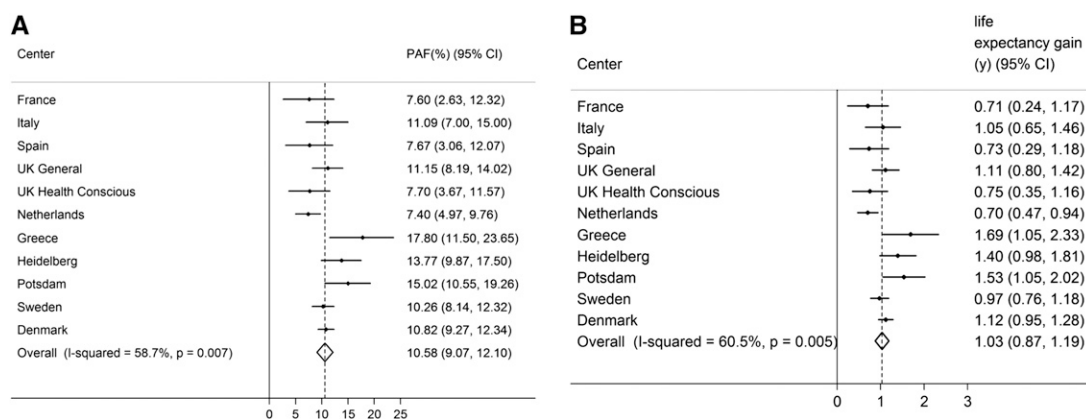 A
Center PAF(%) (95% CI)
France 7.60 (2.63, 12.32)
Italy 11.09 (7.00, 15.00)
Spain 7.67 (3.06, 12.07)
UK General 11.15 (8.19, 14.02)
UK Health Conscious 7.70 (3.67, 11.57)
Netherlands 7.40 (4.97, 9.76)
Greece 17.80 (11.50, 23.65)
Heidelberg 13.77 (9.87, 17.50)
Potsdam 15.02 (10.55, 19.26)
Sweden 10.26 (8.14, 12.32)
Denmark 10.82 (9.27, 12.34)
Overall (I-squared = 58.7%, p = 0.007) 10.58 (9.07, 12.10)
0 5 10 15 20 25
B
life
expectancy gain
Center (y) (95% CI)
France 0.71 (0.24, 1.17)
Italy 1.05 (0.65, 1.46)
Spain 0.73 (0.29, 1.18)
UK General 1.11 (0.80, 1.42)
UK Health Conscious 0.75 (0.35, 1.16)
Netherlands 0.70 (0.47, 0.94)
Greece 1.69 (1.05, 2.33)
Heidelberg 1.40 (0.98, 1.81)
Potsdam 1.53 (1.05, 2.02)
Sweden 0.97 (0.76, 1.18)
Denmark 1.12 (0.95, 1.28)
Overall (I-squared = 60.5%, p = 0.005) 1.03 (0.87, 1.19)
0 1 2 3